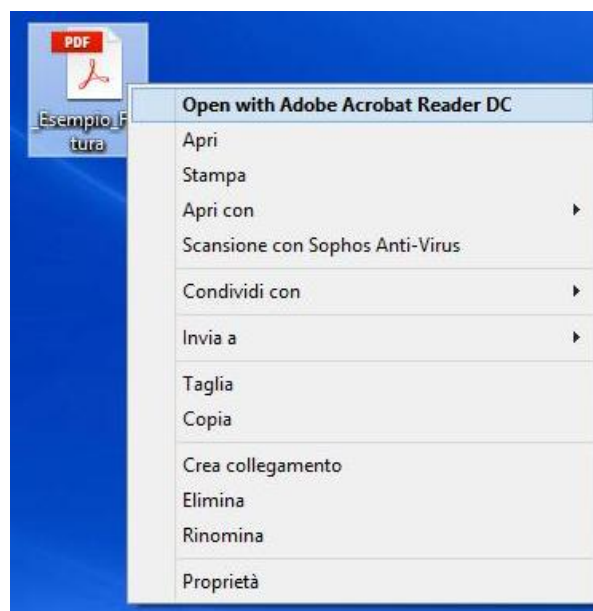 PDF
_Esempio_F
tura
Open with Adobe Acrobat Reader DC
Apri
Stampa
Apri con
Scansione con Sophos Anti-Virus
Condividi con
Invia a
Taglia
Copia
Crea collegamento
Elimina
Rinomina
Proprietà